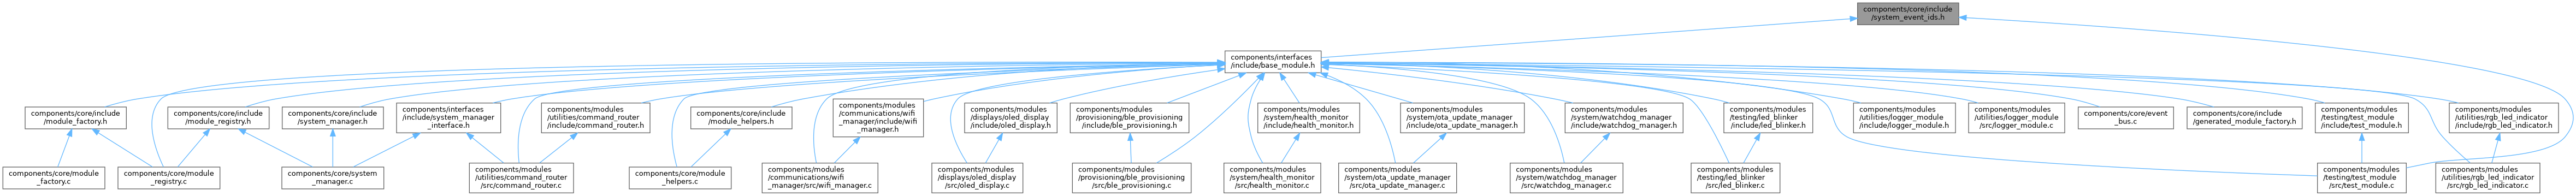 components/core/include
/system_event_ids.h
components/interfaces
/include/base_module.h
components/core/include
/module_factory.h
components/core/include
/module_registry.h
components/core/include
/system_manager.h
components/interfaces
/include/system_manager
_interface.h
components/modules
/utilities/command_router
/include/command_router.h
components/core/include
/module_helpers.h
components/modules
/communications/wifi
_manager/include/wifi
_manager.h
components/modules
/displays/oled_display
/include/oled_display.h
components/modules
/provisioning/ble_provisioning
/include/ble_provisioning.h
components/modules
/system/health_monitor
/include/health_monitor.h
components/modules
/system/ota_update_manager
/include/ota_update_manager.h
components/modules
/system/watchdog_manager
/include/watchdog_manager.h
components/modules
/testing/led_blinker
/include/led_blinker.h
components/modules
/utilities/logger_module
/include/logger_module.h
components/modules
/utilities/logger_module
/src/logger_module.c
components/core/event
_bus.c
components/core/include
/generated_module_factory.h
components/modules
/testing/test_module
/include/test_module.h
components/modules
/utilities/rgb_led_indicator
/include/rgb_led_indicator.h
components/core/module
_factory.c
components/core/module
_registry.c
components/core/system
_manager.c
components/modules
/utilities/command_router
/src/command_router.c
components/core/module
_helpers.c
components/modules
/communications/wifi
_manager/src/wifi_manager.c
components/modules
/displays/oled_display
/src/oled_display.c
components/modules
/provisioning/ble_provisioning
/src/ble_provisioning.c
components/modules
/system/health_monitor
/src/health_monitor.c
components/modules
/system/ota_update_manager
/src/ota_update_manager.c
components/modules
/system/watchdog_manager
/src/watchdog_manager.c
components/modules
/testing/led_blinker
/src/led_blinker.c
components/modules
/testing/test_module
/src/test_module.c
components/modules
/utilities/rgb_led_indicator
/src/rgb_led_indicator.c